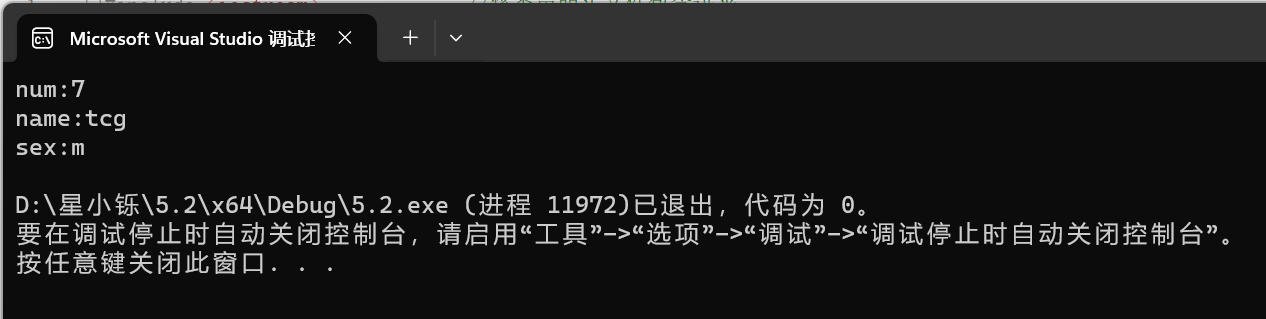 Microsoft Visual Studio 调试
num:7
name:tcg
sex:m
D:\星小铄\5.2\x64\Debug\5.2.exe (进程 11972)已退出，代码为 0。
要在调试停止时自动关闭控制台，请启用“工具”->“选项”->“调试”->“调试停止时自动关闭控制台”。
按任意键关闭此窗口. . .